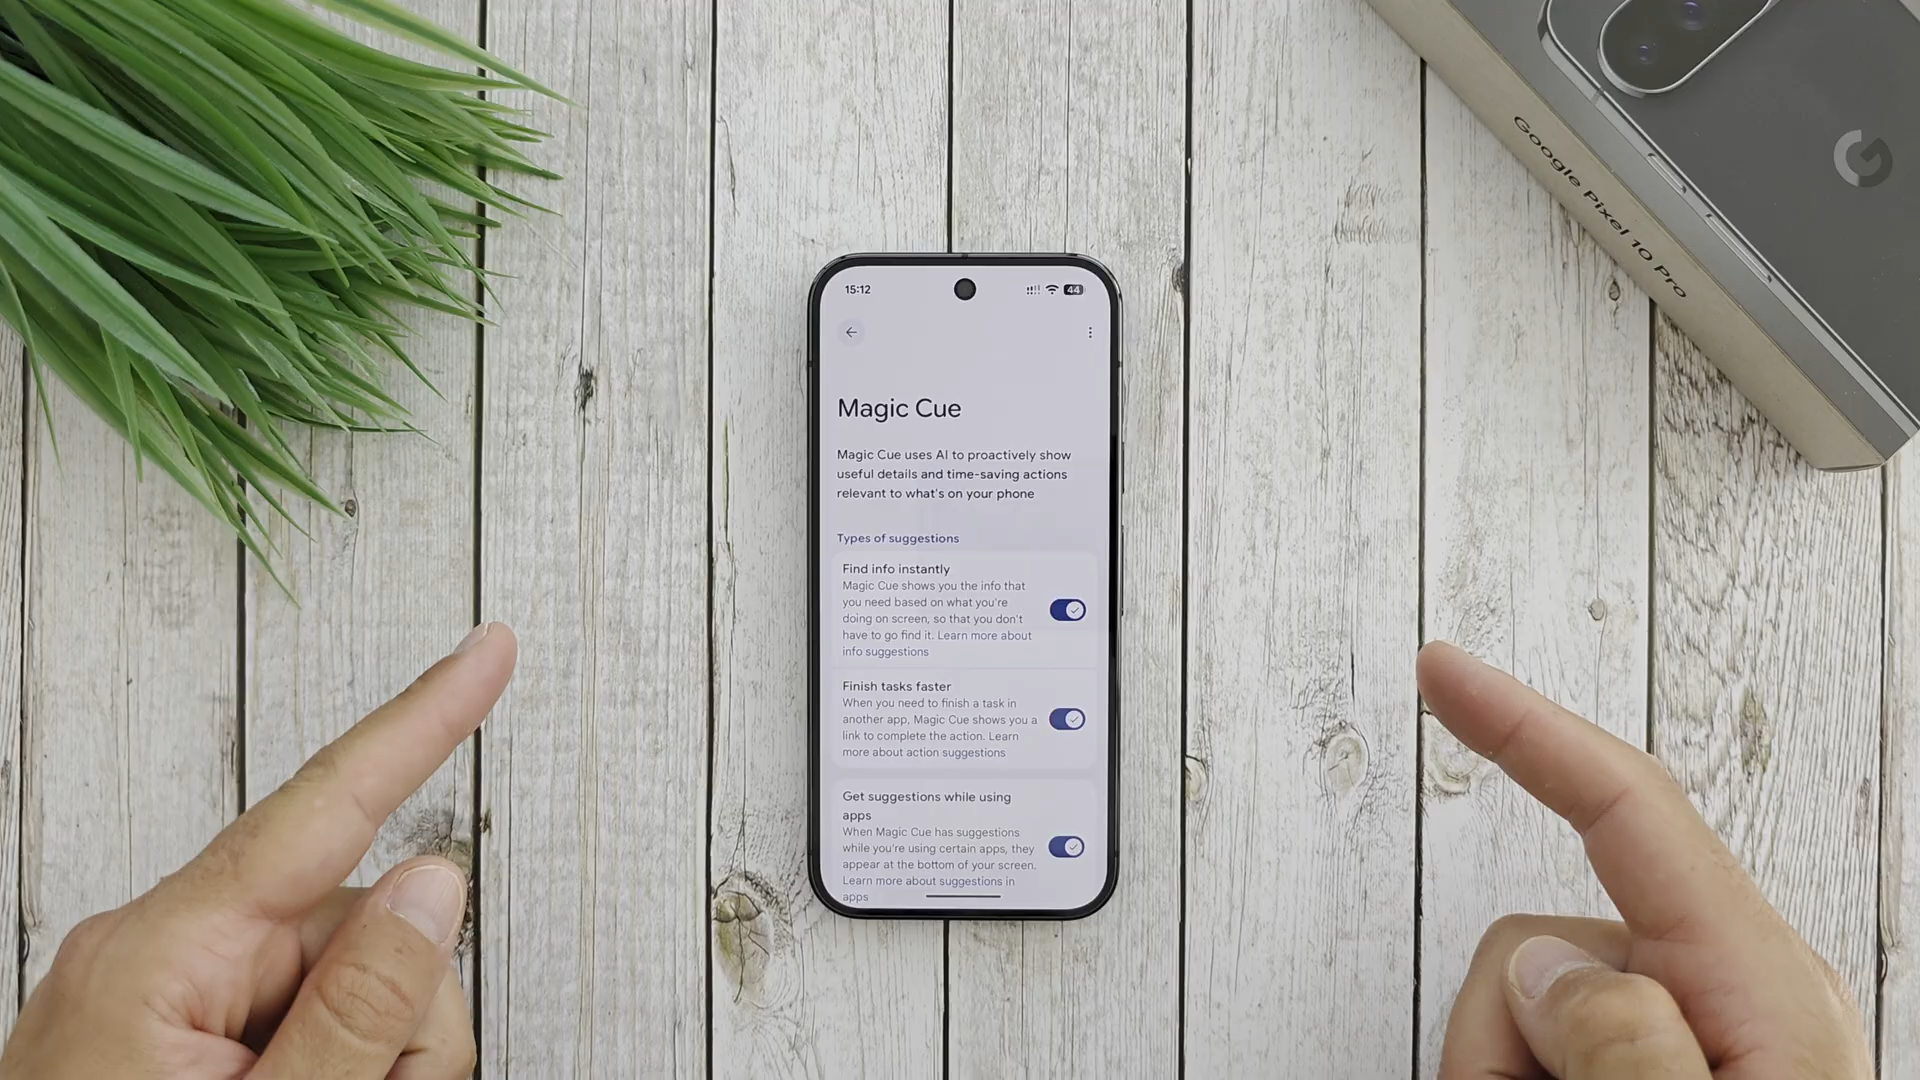 15:12
44
Magic Cue
Magic Cue uses AI to proactively show
useful details and time-saving actions
relevant to what's on your phone
Types of suggestions
Find info instantly
Magic Cue shows you the info that
you need based on what you're
doing on screen, so that you don't
have to go find it. Learn more about
info suggestions
Finish tasks faster
When you need to finish a task in
another app, Magic Cue shows you a
link to complete the action. Learn
more about action suggestions
Get suggestions while using
apps
When Magic Cue has suggestions
while you're using certain apps, they
appear at the bottom of your screen.
Learn more about suggestions in
apps
Google Pixel 10 Pro
G